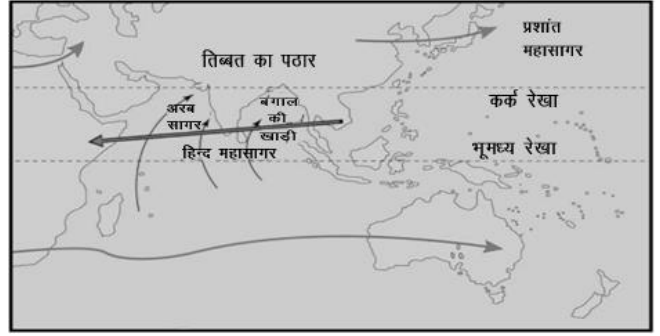 प्रशांत
महासागर
तिब्बत का पठार
अरब
सागर
बंगाल
की
खाड़ी
कर्क रेखा
हिन्द महासागर
भूमध्य रेखा